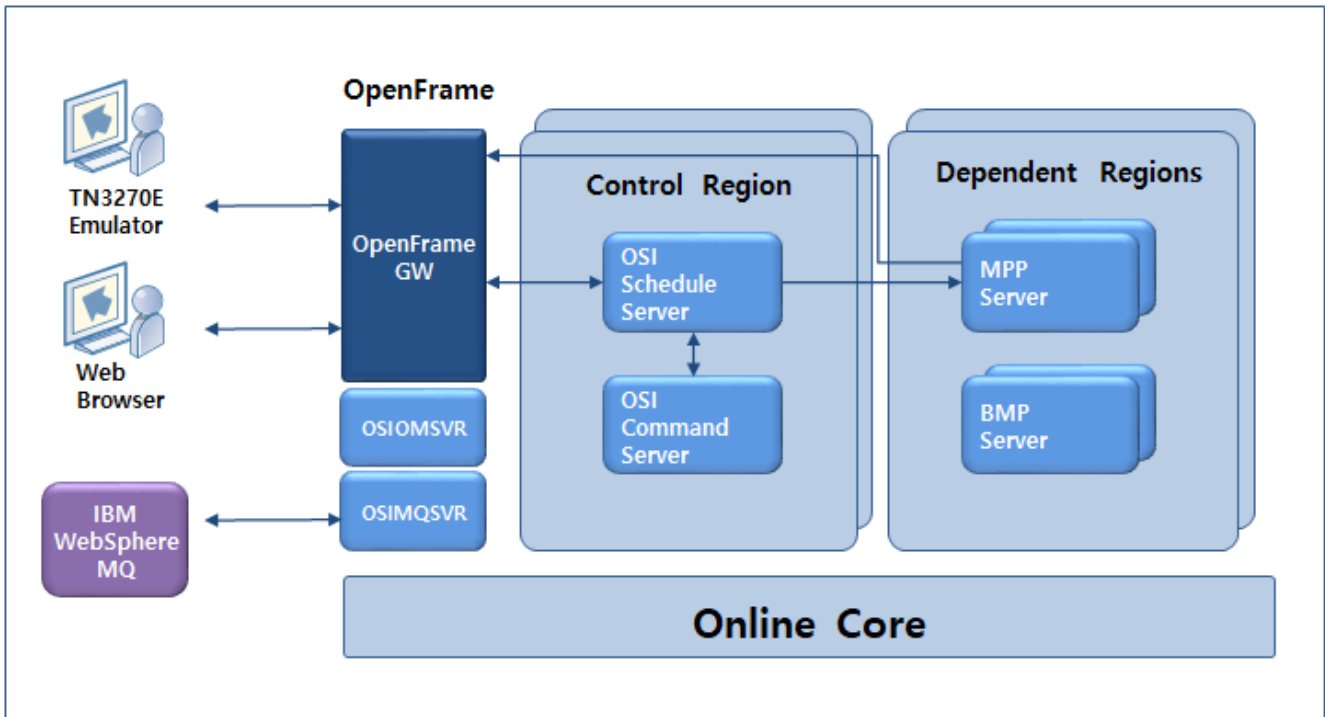 OpenFrame
TN3270E
Emulator
Web
Browser
IBM
WebSphere
MQ
OpenFrame
GW
OSIOMSVR
OSIMQSVR
Control Region
OSI
Schedule
Server
OSI
Command
Server
Dependent Regions
MPP
Server
BMP
Server
Online Core